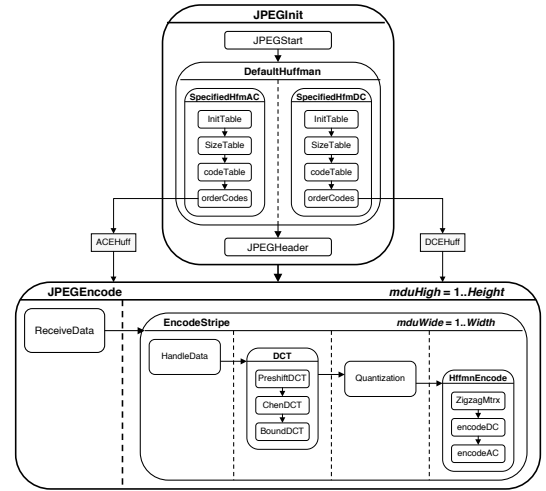 JPEGInit
JPEGStart
DefaultHuffman
SpecifiedHfmAC
SpecifiedHfmDC
InitTable
InitTable
SizeTable
SizeTable
codeTable
codeTable
orderCodes
orderCodes
ACEHuff
JPEGHeader
DCEHuff
JPEGEncode
mduHigh = 1..Height
ReceiveData
EncodeStripe
mduWide = 1..Width
HandleData
DCT
PreshiftDCT
ChenDCT
BoundDCT
Quantization
HffmnEncode
ZigzagMtrx
encodeDC
encodeAC